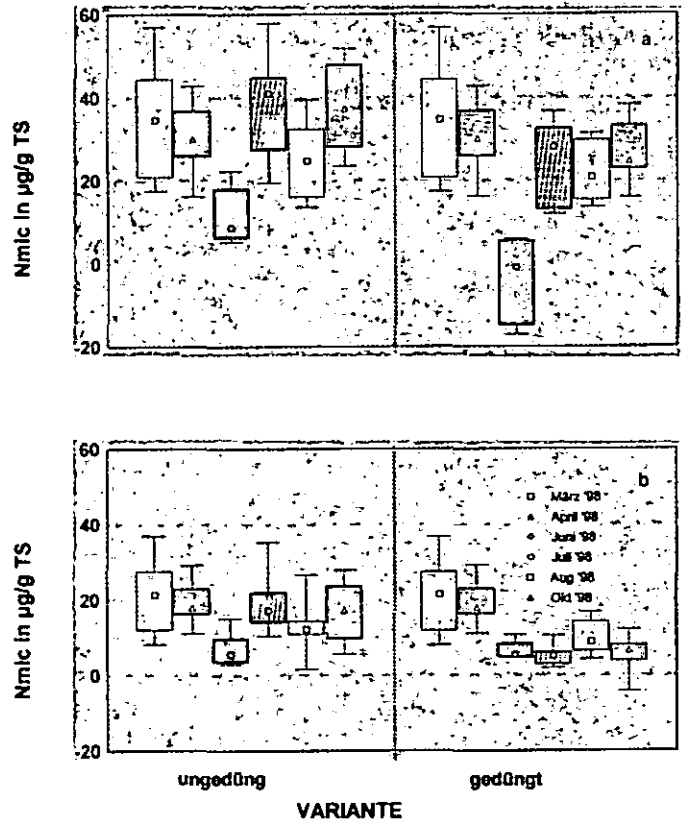 60
a
40
20
0
-20
Nmic in µg/g TS
60
b
März '98
April '98
Juni '98
Juli '98
Aug '98
Okt '98
40
20
0
-20
Nmic in µg/g TS
ungedüng
gedüngt
VARIANTE